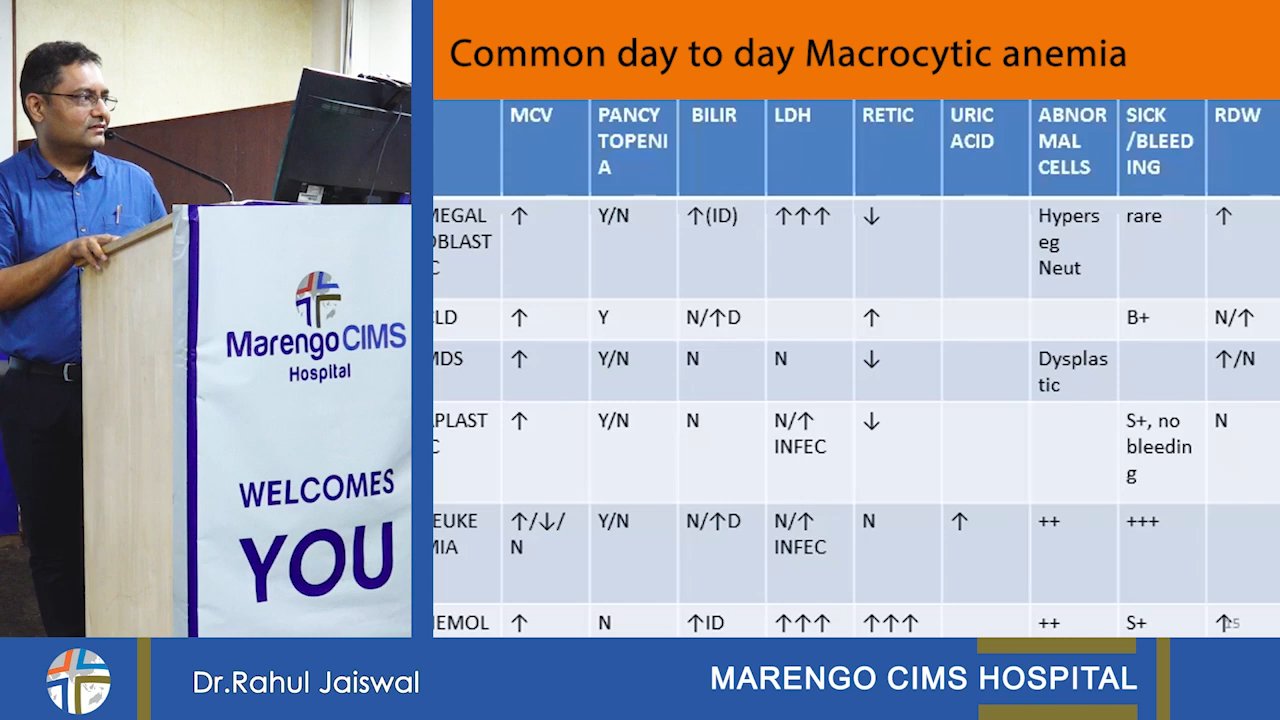 Common day to day Macrocytic anemia
MCV PANCY BILIR LDH RETIC URIC ABNOR SICK RDW
TOPENI ACID MAL /BLEED
A CELLS ING
MEGAL ↑ Y/N ↑(ID) ↑↑↑ ↓ Hypers rare ↑
OBLAST eg
C Neut
LD ↑ Y N/↑D ↑ B+ N/↑
MDS ↑ Y/N N N ↓ Dysplas ↑/N
tic
APLAST ↑ Y/N N N/↑ ↓ S+, no N
C INFEC bleedin
g
EUKE ↑/↓/ Y/N N/↑D N/↑ N ↑ ++ +++
MIA N INFEC
HEMOL ↑ N ↑ID ↑↑↑ ↑↑↑ ++ S+ ↑
Marengo CIMS
Hospital
WELCOMES
YOU
Dr.Rahul Jaiswal
MARENGO CIMS HOSPITAL